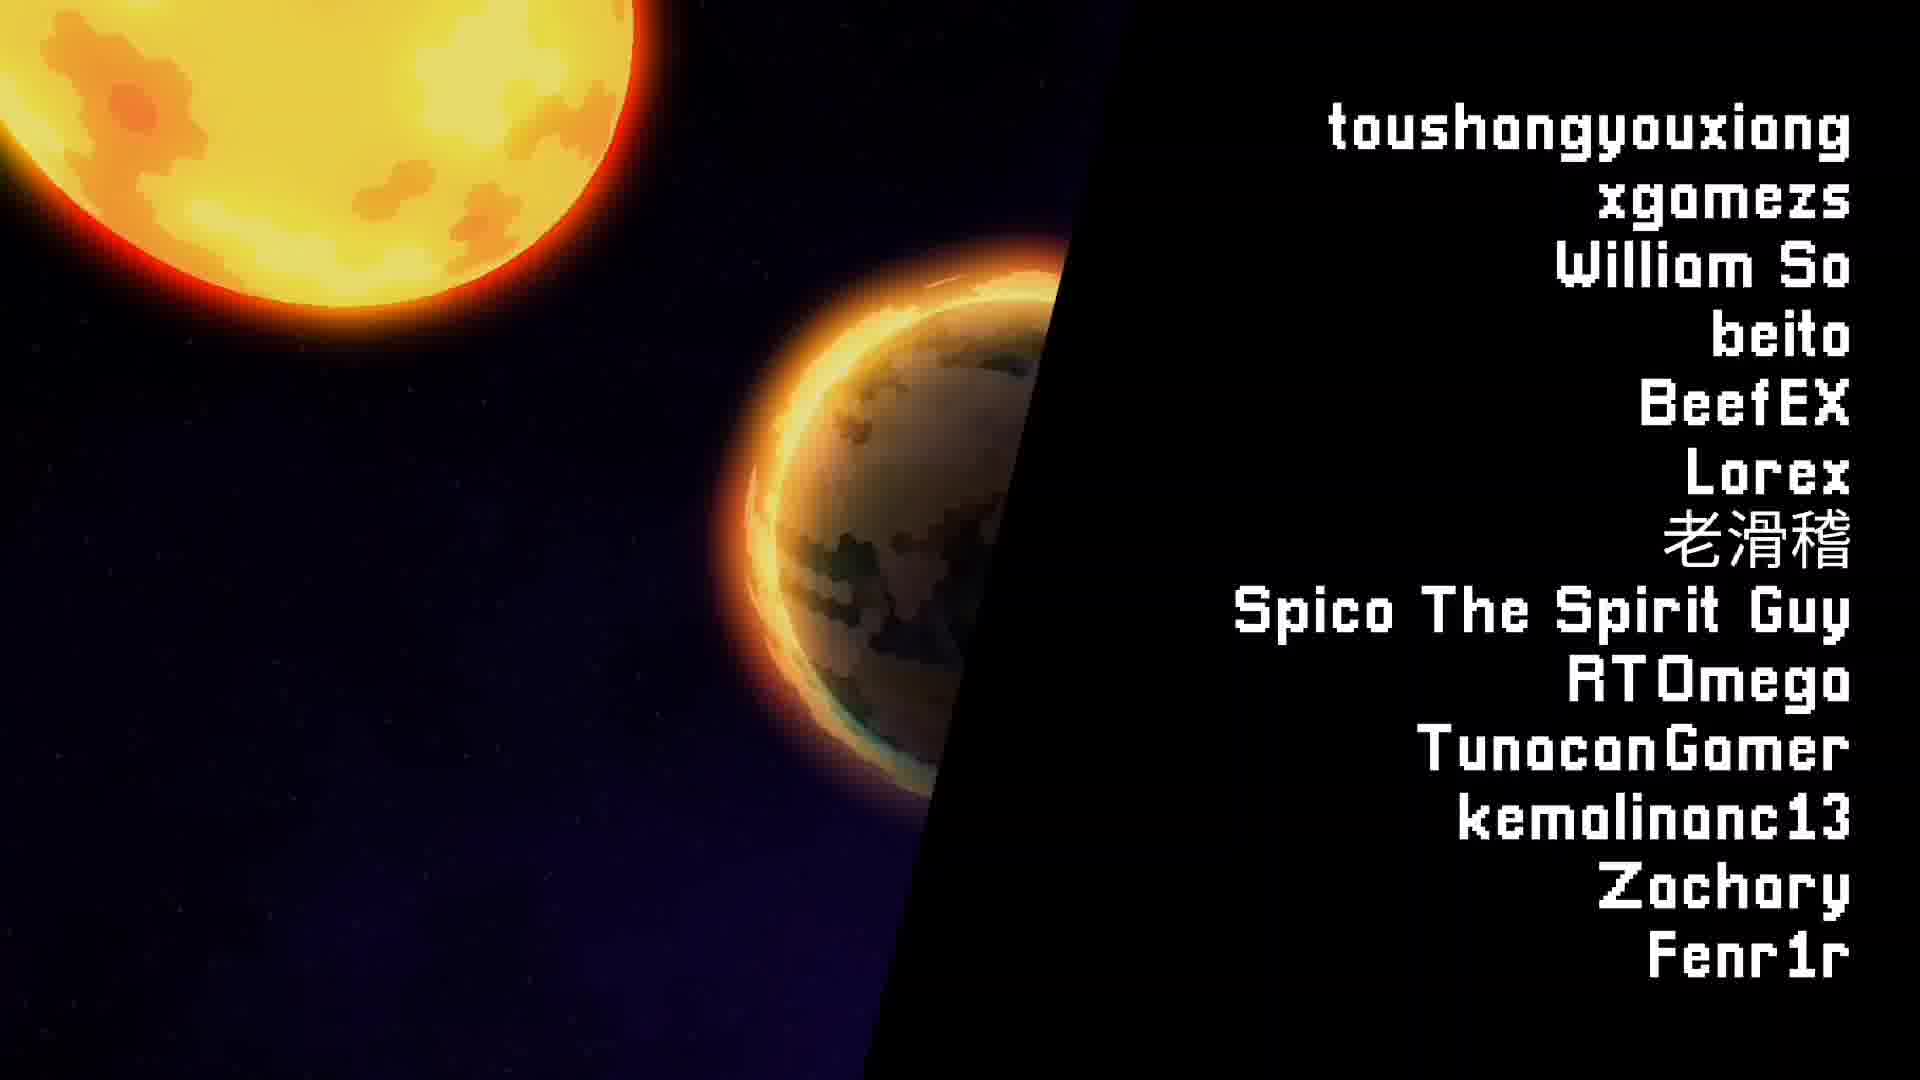 toushangyouxiang
xgamezs
William So
beito
BeefEX
Lorex
老滑稽
Spico The Spirit Guy
RTOmega
TunacanGamer
kemalinanc13
Zachary
Fenr1r